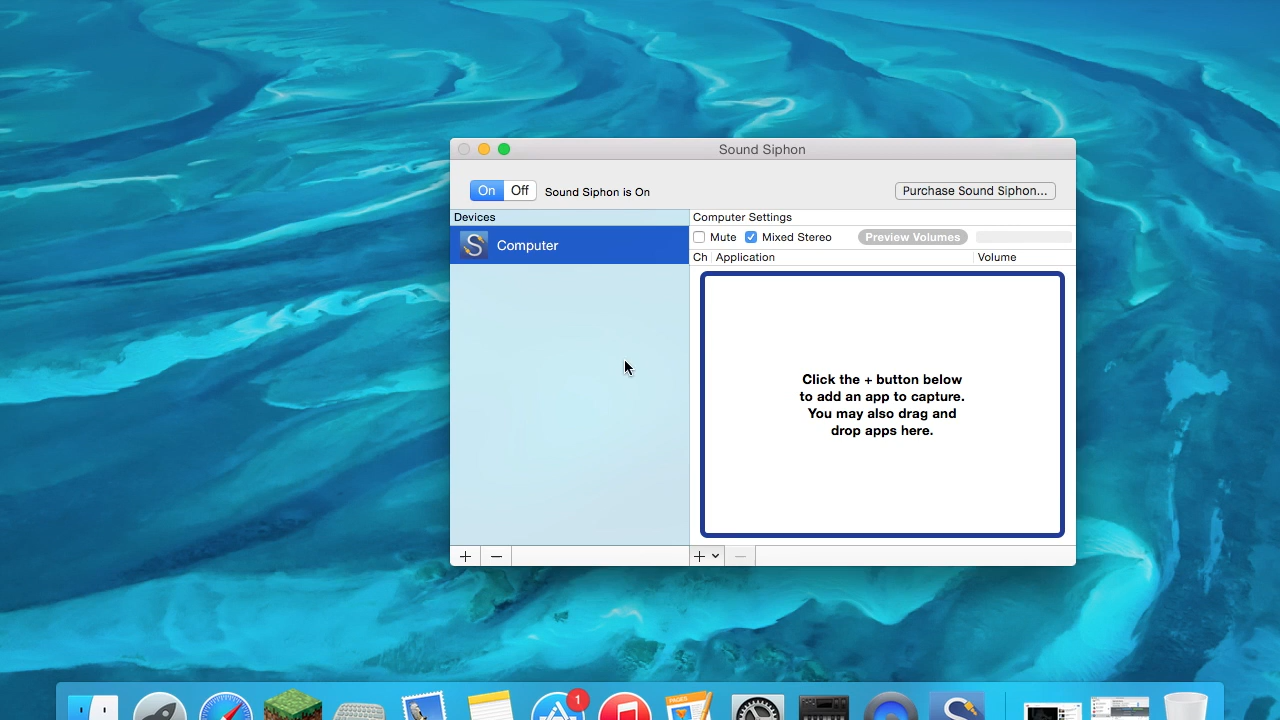 Sound Siphon
On Off Sound Siphon is On
Purchase Sound Siphon...
Devices
Computer
Computer Settings
Mute Mixed Stereo Preview Volumes
Ch Application Volume
Click the + button below
to add an app to capture.
You may also drag and
drop apps here.
1
PAGES